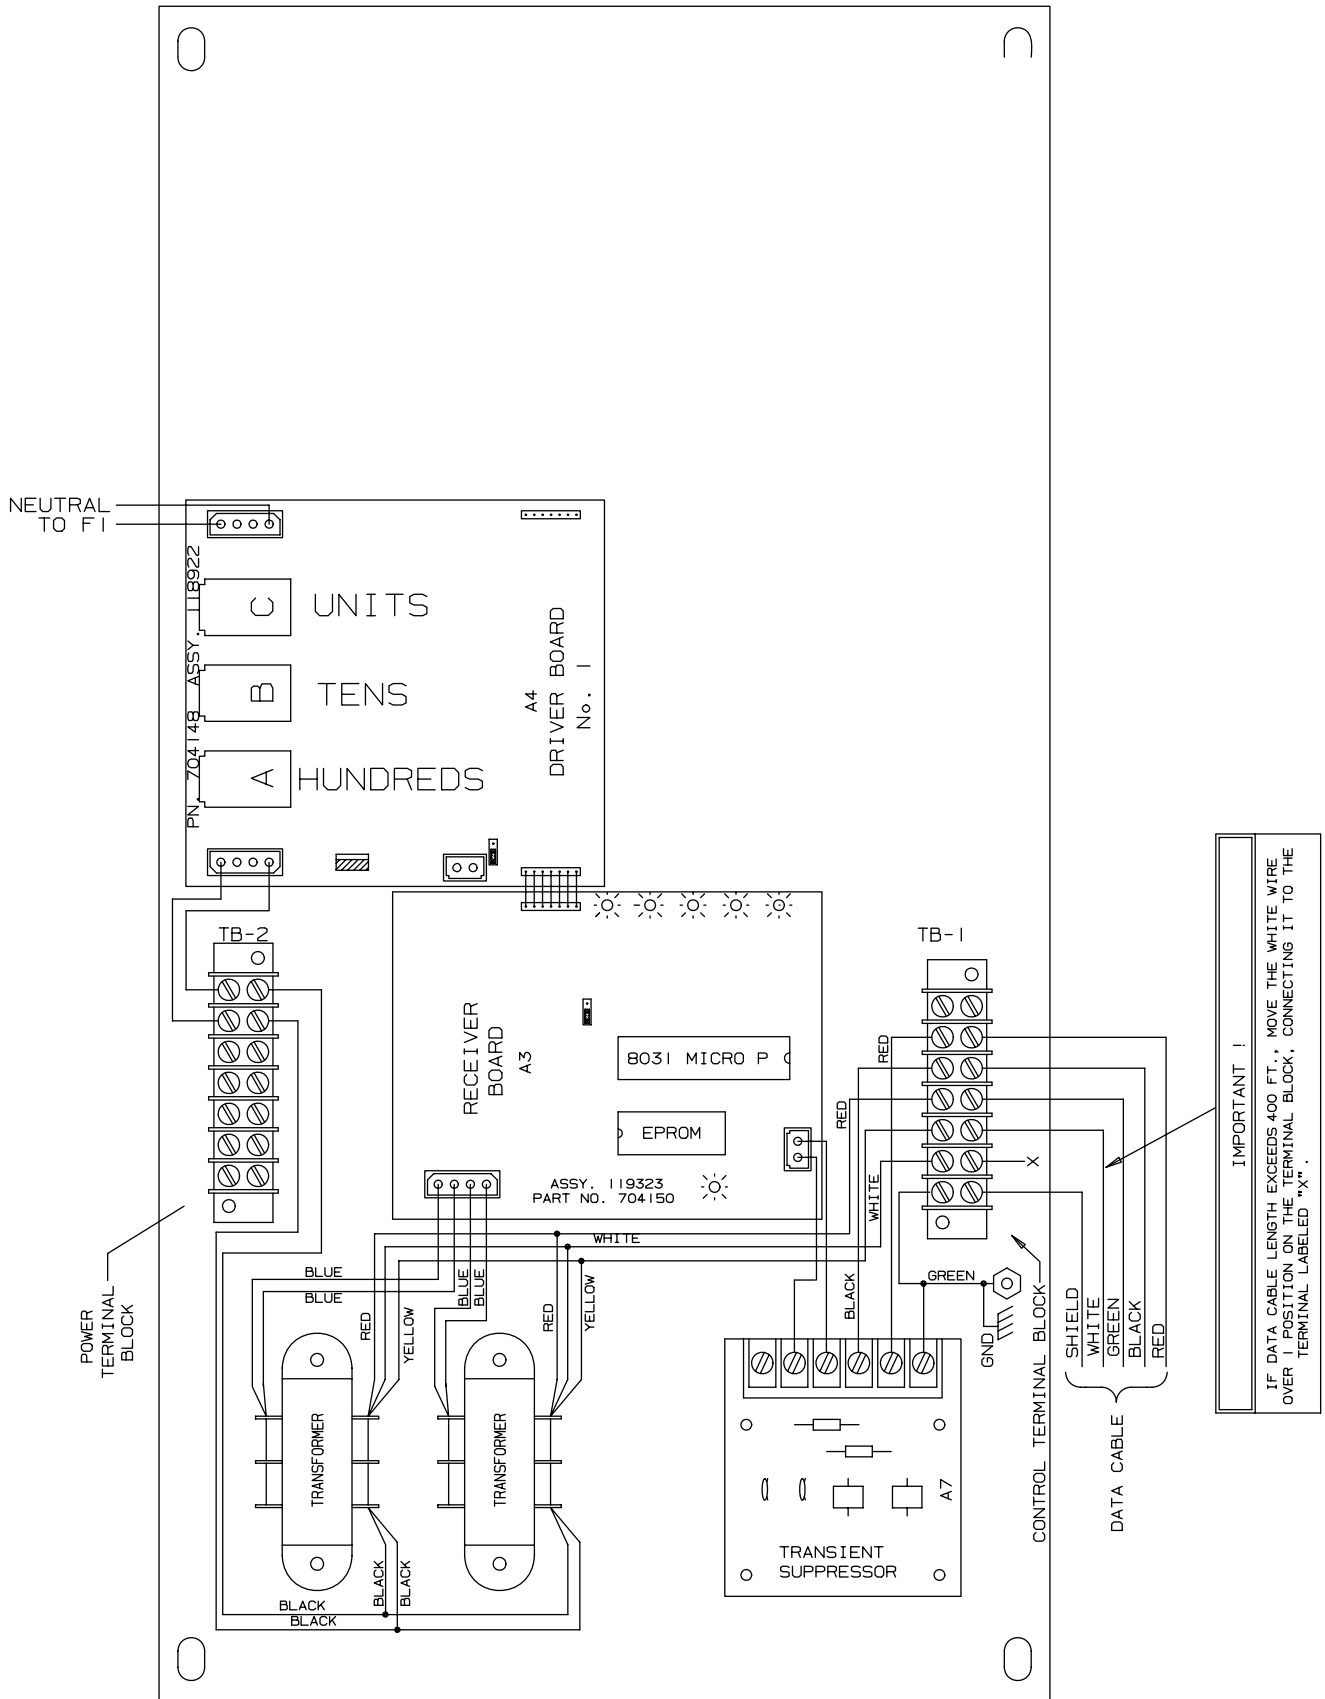 NEUTRAL
TO F1
PN. 704148 ASSY. 118922
C
UNITS
B
TENS
A
HUNDREDS
A4
DRIVER BOARD
No. 1
TB-2
TB-1
RECEIVER
BOARD
A3
8031 MICRO P
EPROM
ASSY. 119323
PART NO. 704150
RED
RED
WHITE
X
WHITE
BLUE
BLUE
BLUE
BLUE
RED
YELLOW
RED
YELLOW
BLACK
GREEN
GND
POWER
TERMINAL
BLOCK
TRANSFORMER
TRANSFORMER
BLACK
BLACK
BLACK
BLACK
A7
TRANSIENT
SUPPRESSOR
CONTROL TERMINAL BLOCK
SHIELD
WHITE
GREEN
BLACK
RED
DATA CABLE
IMPORTANT !
IF DATA CABLE LENGTH EXCEEDS 400 FT., MOVE THE WHITE WIRE
OVER 1 POSITION ON THE TERMINAL BLOCK, CONNECTING IT TO THE
TERMINAL LABELED "X".